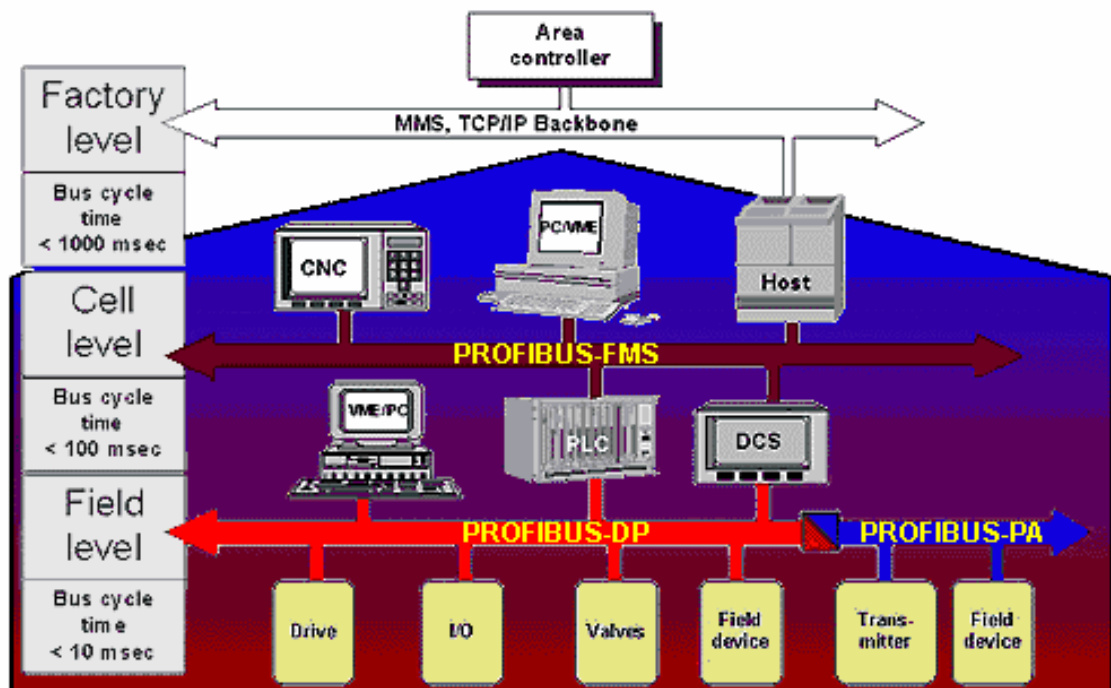 Area
controller
Factory
level
MMS, TCP/IP Backbone
Bus cycle
time
< 1000 msec
CNC
PC/VME
Host
Cell
level
PROFIBUS-FMS
Bus cycle
time
< 100 msec
VME/PC
PLC
DCS
Field
level
PROFIBUS-DP
PROFIBUS-PA
Bus cycle
time
< 10 msec
Drive
I/O
Valves
Field
device
Trans-
mitter
Field
device